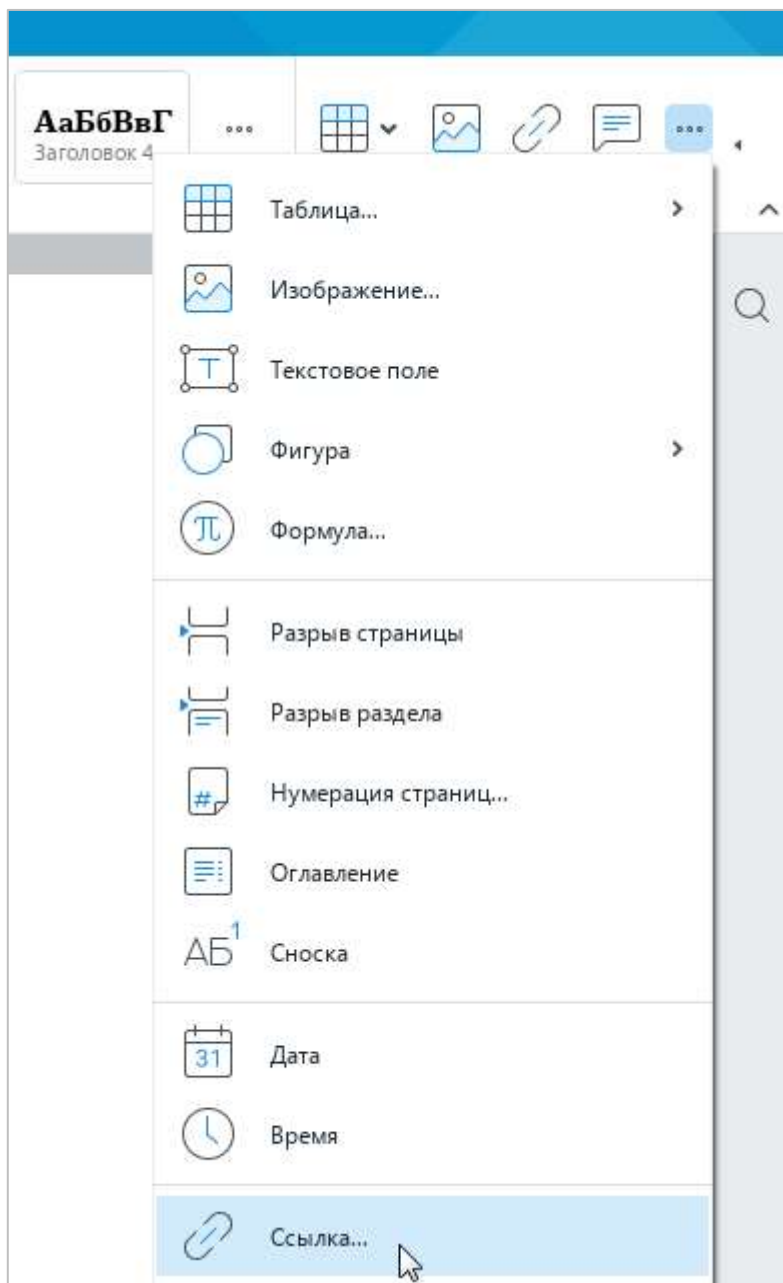 АаБбВвГ
Заголовок 4
Таблица...
Изображение...
Т Текстовое поле
Фигура
π Формула...
Разрыв страницы
Разрыв раздела
# Нумерация страниц...
Оглавление
АБ1 Сноска
31 Дата
Время
Ссылка...